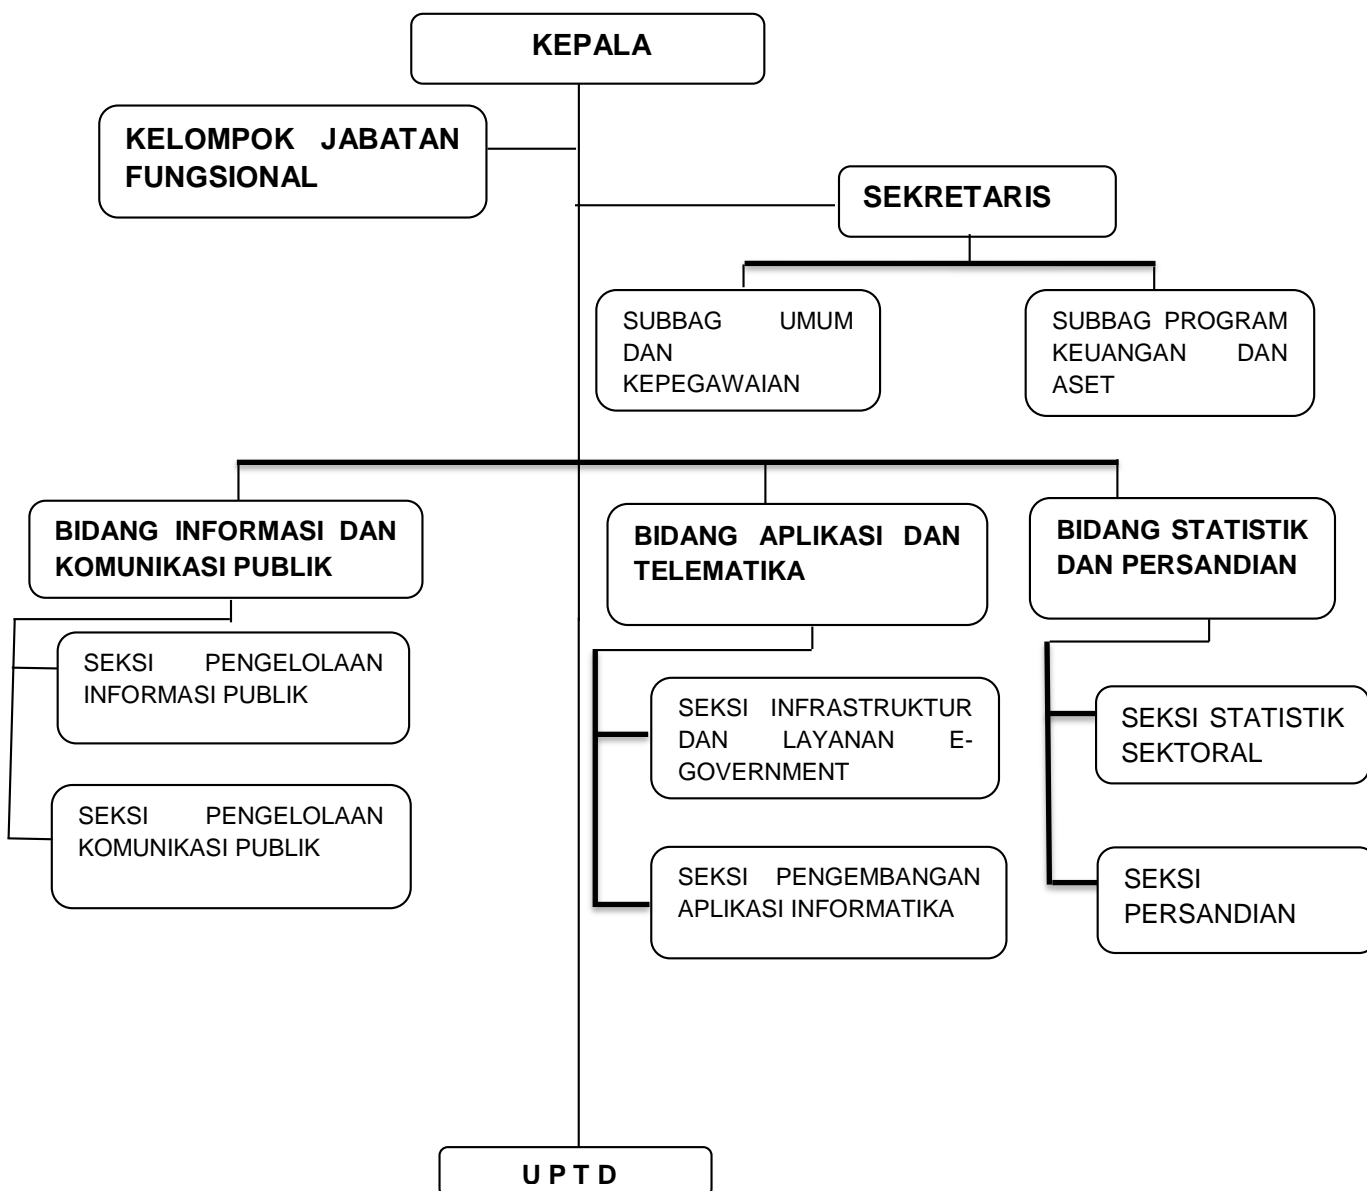 KEPALA
KELOMPOK JABATAN
FUNGSIONAL
SEKRETARIS
SUBBAG UMUM
DAN
KEPEGAWAIAN
SUBBAG PROGRAM
KEUANGAN DAN
ASET
BIDANG INFORMASI DAN
KOMUNIKASI PUBLIK
BIDANG APLIKASI DAN
TELEMATIKA
BIDANG STATISTIK
DAN PERSANDIAN
SEKSI PENGELOLAAN
INFORMASI PUBLIK
SEKSI PENGELOLAAN
KOMUNIKASI PUBLIK
SEKSI INFRASTRUKTUR
DAN LAYANAN E-
GOVERNMENT
SEKSI PENGEMBANGAN
APLIKASI INFORMATIKA
SEKSI STATISTIK
SEKTORAL
SEKSI
PERSANDIAN
U P T D